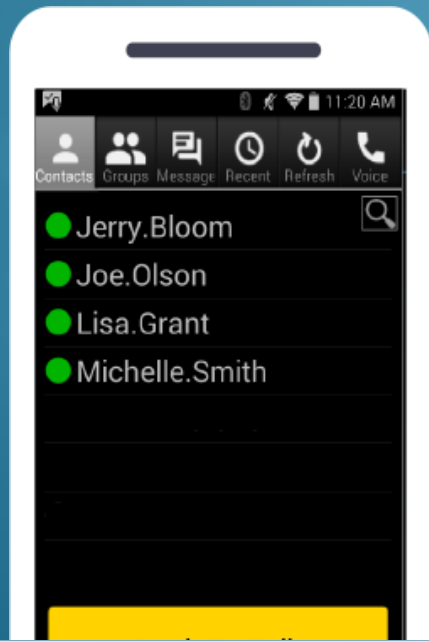 11:20 AM
Contacts Groups Message Recent Refresh Voice
Jerry.Bloom
Joe.Olson
Lisa.Grant
Michelle.Smith